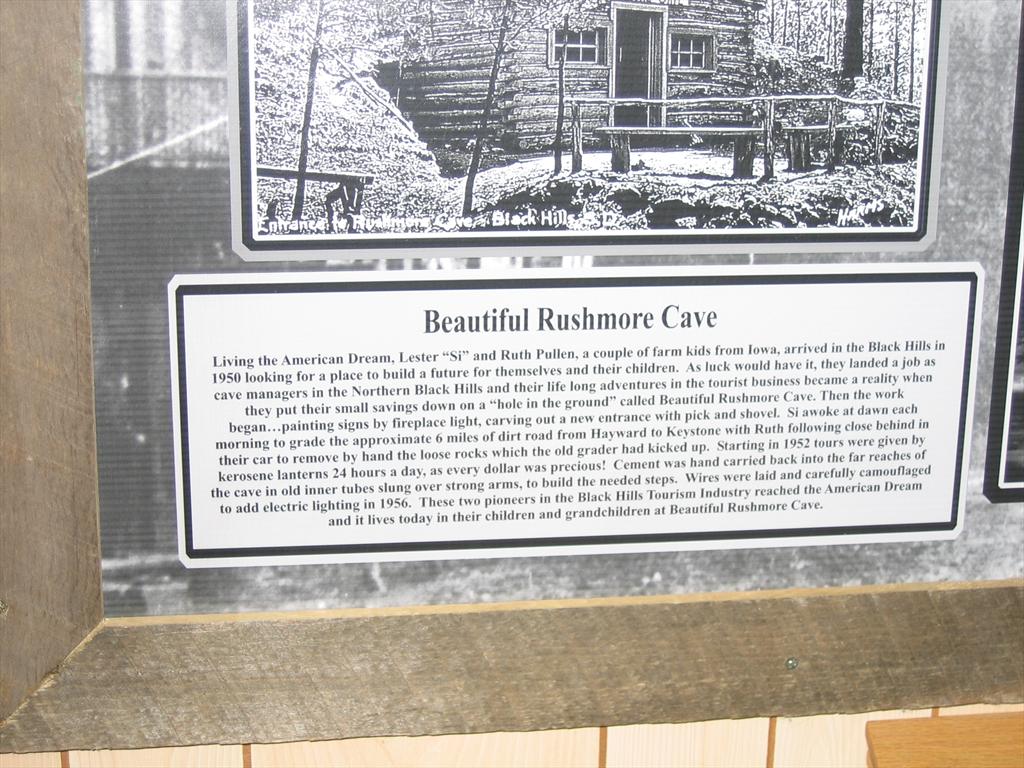 Entrance to Rushmore Cave, Black Hills S.D.
HARMS
Beautiful Rushmore Cave
Living the American Dream, Lester “Si” and Ruth Pullen, a couple of farm kids from Iowa, arrived in the Black Hills in
1950 looking for a place to build a future for themselves and their children. As luck would have it, they landed a job as
cave managers in the Northern Black Hills and their life long adventures in the tourist business became a reality when
they put their small savings down on a “hole in the ground” called Beautiful Rushmore Cave. Then the work
began…painting signs by fireplace light, carving out a new entrance with pick and shovel. Si awoke at dawn each
morning to grade the approximate 6 miles of dirt road from Hayward to Keystone with Ruth following close behind in
their car to remove by hand the loose rocks which the old grader had kicked up. Starting in 1952 tours were given by
kerosene lanterns 24 hours a day, as every dollar was precious! Cement was hand carried back into the far reaches of
the cave in old inner tubes slung over strong arms, to build the needed steps. Wires were laid and carefully camouflaged
to add electric lighting in 1956. These two pioneers in the Black Hills Tourism Industry reached the American Dream
and it lives today in their children and grandchildren at Beautiful Rushmore Cave.